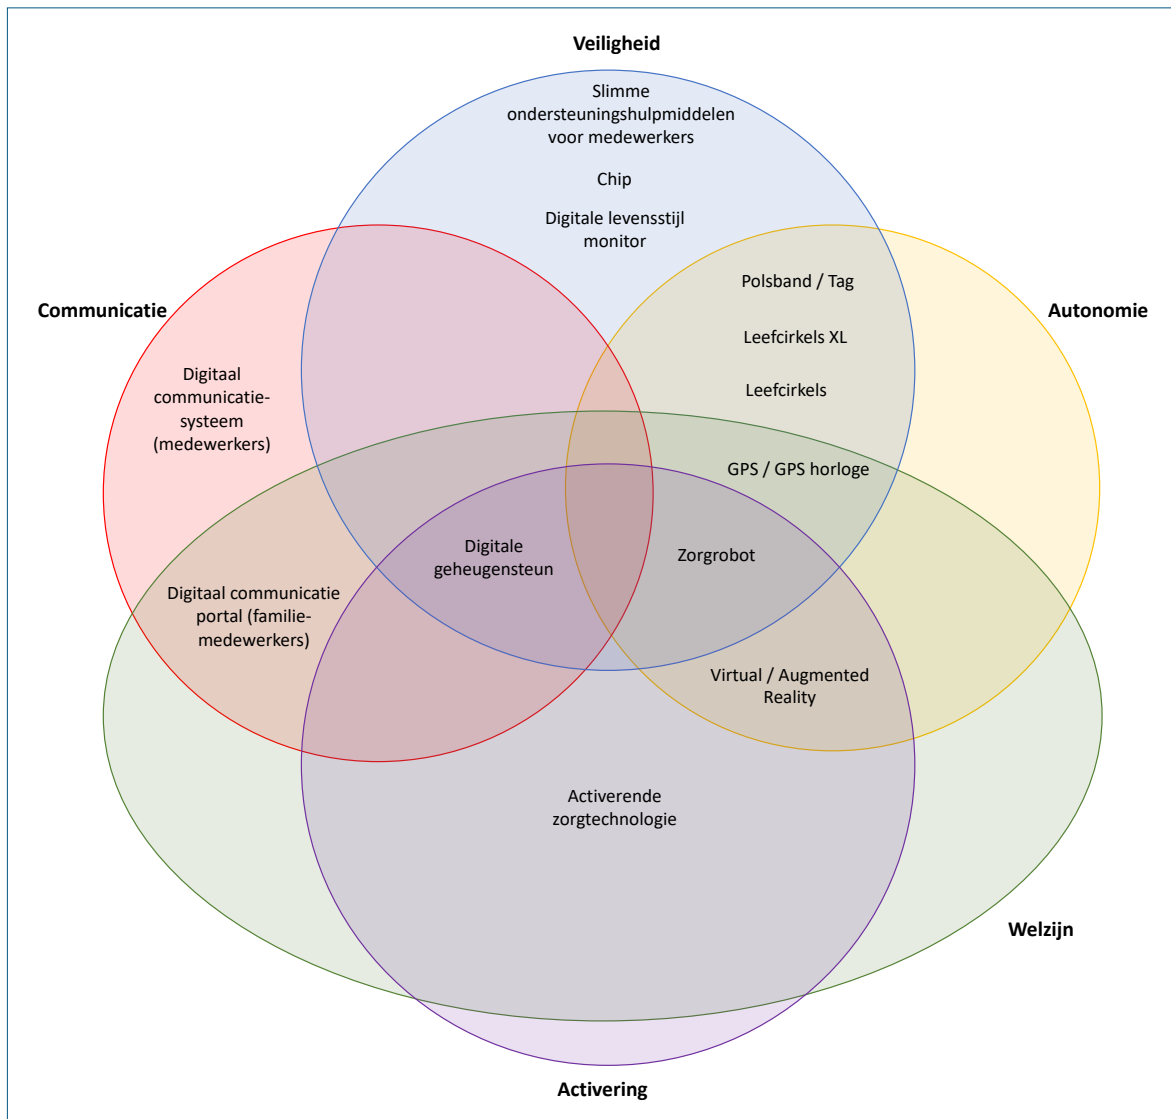 Veiligheid
Slimme
ondersteuningshulpmiddelen
voor medewerkers
Chip
Digitale levensstijl
monitor
Communicatie
Autonomie
Polsband / Tag
Leefcirkels XL
Leefcirkels
Digitaal
communicatie-
systeem
(medewerkers)
GPS / GPS horloge
Digitale
geheugensteun
Zorgrobot
Digitaal communicatie
portal (familie-
medewerkers)
Virtual / Augmented
Reality
Activerende
zorgtechnologie
Welzijn
Activering